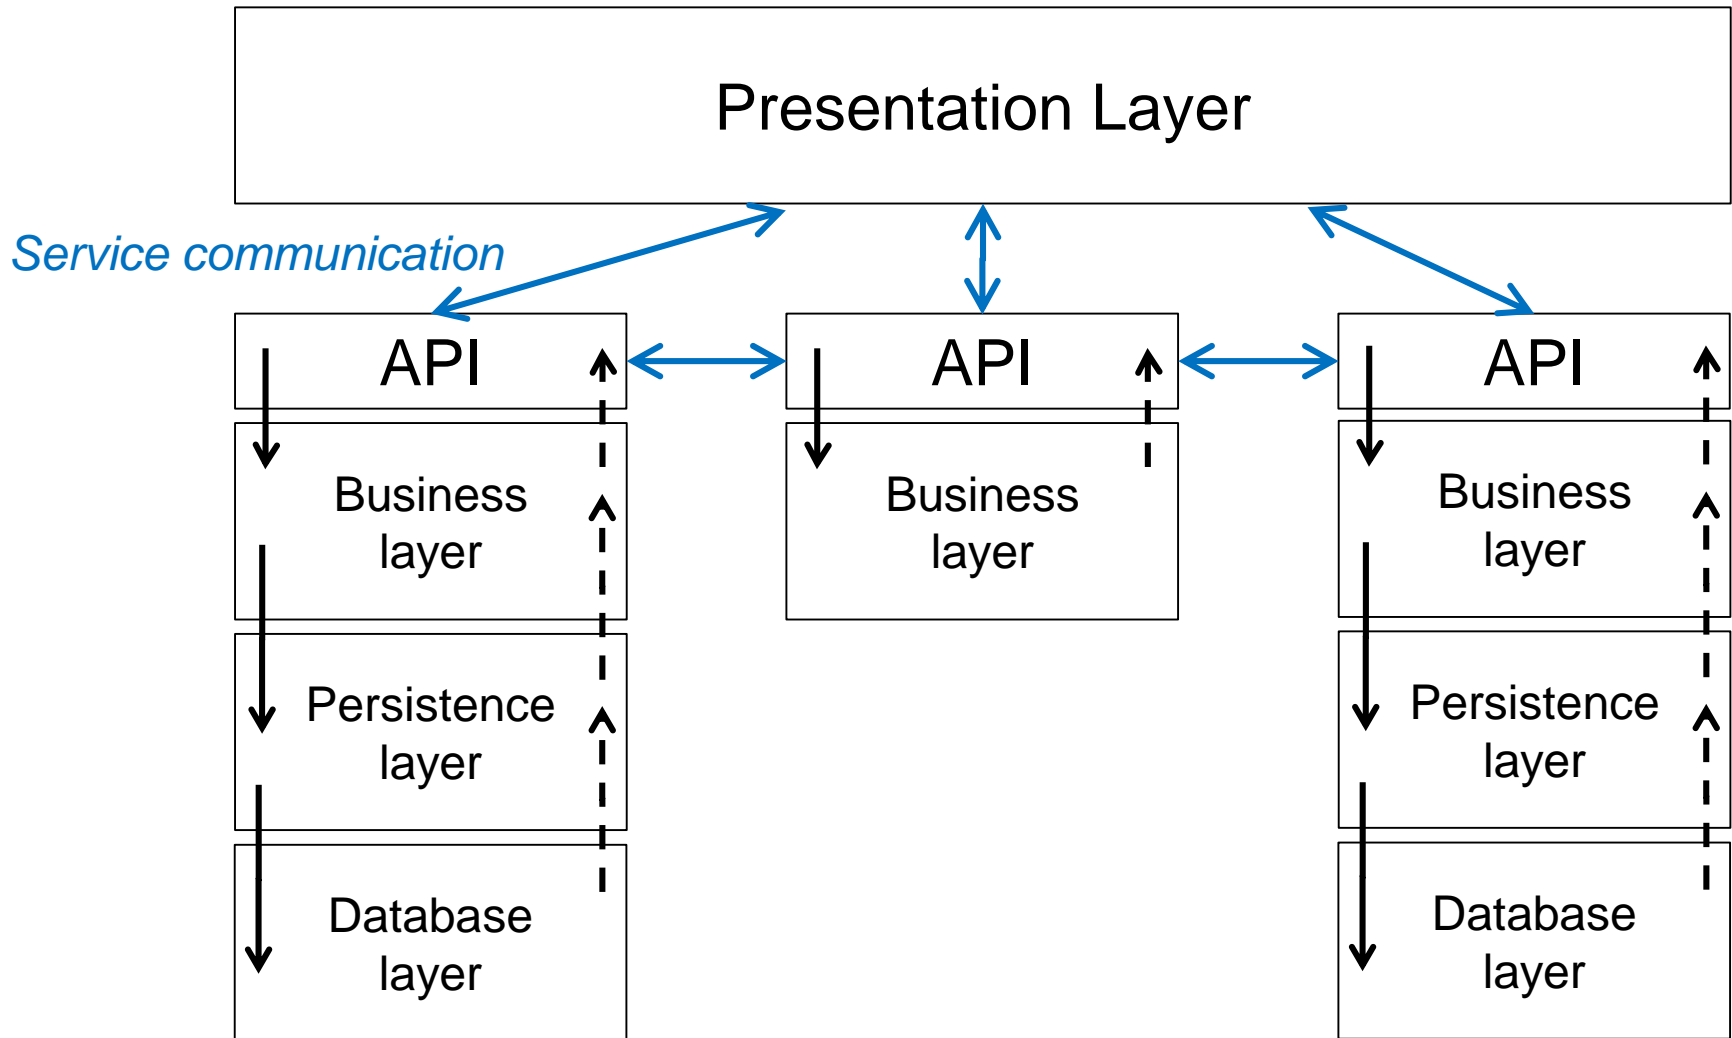 Presentation Layer
Service communication
API
API
API
Business
layer
Business
layer
Business
layer
Persistence
layer
Persistence
layer
Database
layer
Database
layer